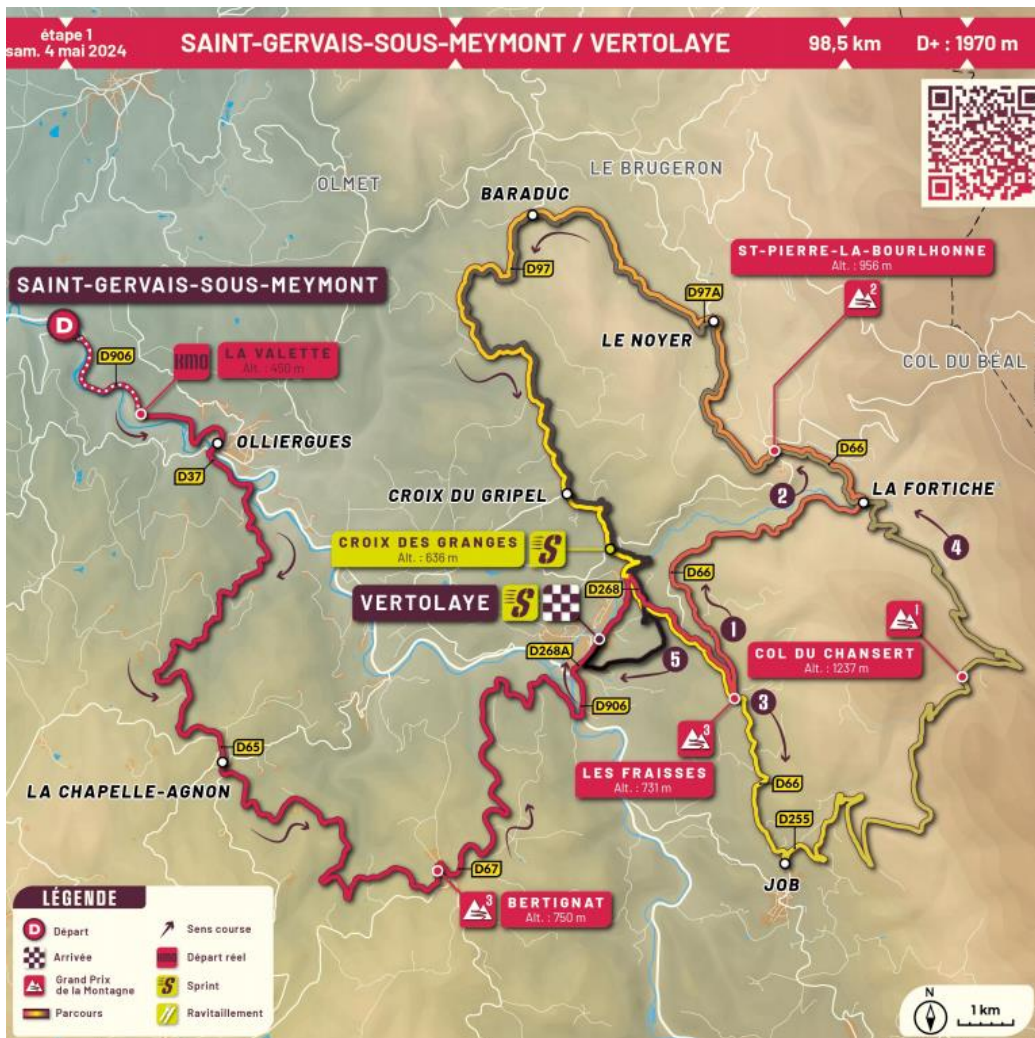 étape 1
sam. 4 mai 2024
SAINT-GERVAIS-SOUS-MEYMONT / VERTOLAYE
98,5 km
D+ : 1970 m
OLMET
LE BRUGERON
BARADUC
ST-PIERRE-LA-BOURLHONNE
Alt. : 956 m
2
D97
SAINT-GERVAIS-SOUS-MEYMONT
D
D97A
LE NOYER
D906
KM0
LA VALETTE
Alt. : 450 m
COL DU BÉAL
OLLIERGUES
D37
D66
CROIX DU GRIPEL
2
LA FORTICHE
4
CROIX DES GRANGES
Alt. : 636 m
S
D66
D268
VERTOLAYE
S
1
1
COL DU CHANSERT
Alt. : 1237 m
D268A
5
3
D906
3
LES FRAISSES
Alt. : 731 m
D65
LA CHAPELLE-AGNON
D66
D255
JOB
D67
3
BERTIGNAT
Alt. : 750 m
LÉGENDE
D
Départ
Sens course
Arrivée
KM0
Départ réel
Grand Prix
de la Montagne
S
Sprint
Parcours
Ravitaillement
N
1 km